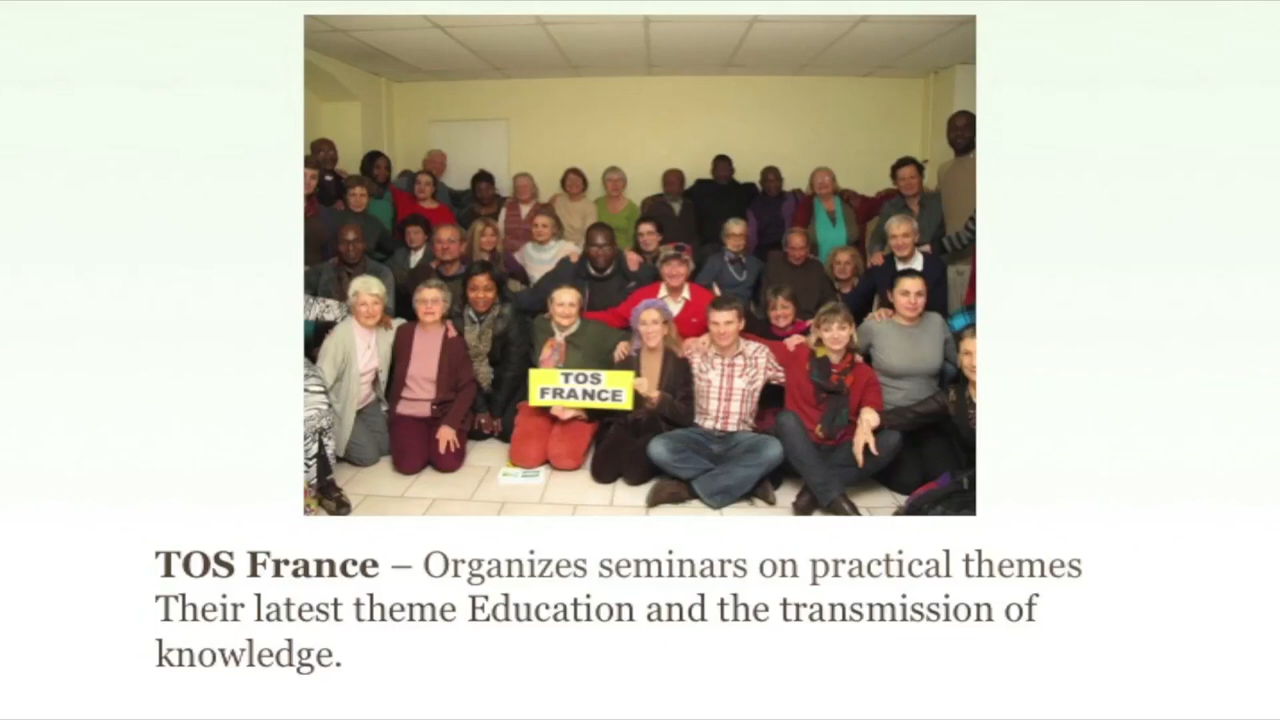 TOS
FRANCE
TOS France – Organizes seminars on practical themes
Their latest theme Education and the transmission of
knowledge.